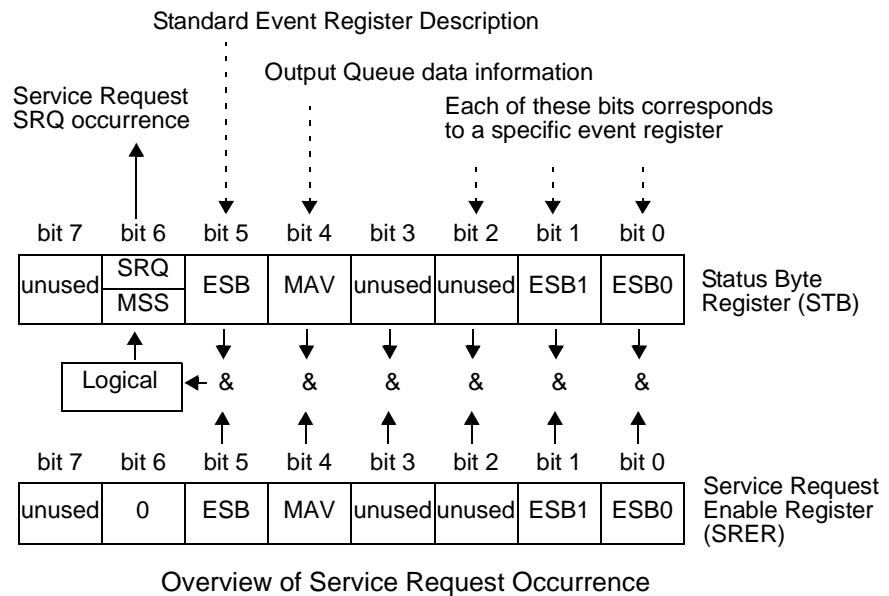 Standard Event Register Description
Output Queue data information
Service Request
SRQ occurrence
Each of these bits corresponds
to a specific event register
bit 7 bit 6 bit 5 bit 4 bit 3 bit 2 bit 1 bit 0
unused SRQ MSS ESB MAV unused unused ESB1 ESB0
Status Byte
Register (STB)
Logical & & & & & &
bit 7 bit 6 bit 5 bit 4 bit 3 bit 2 bit 1 bit 0
unused 0 ESB MAV unused unused ESB1 ESB0
Service Request
Enable Register
(SRER)
Overview of Service Request Occurrence